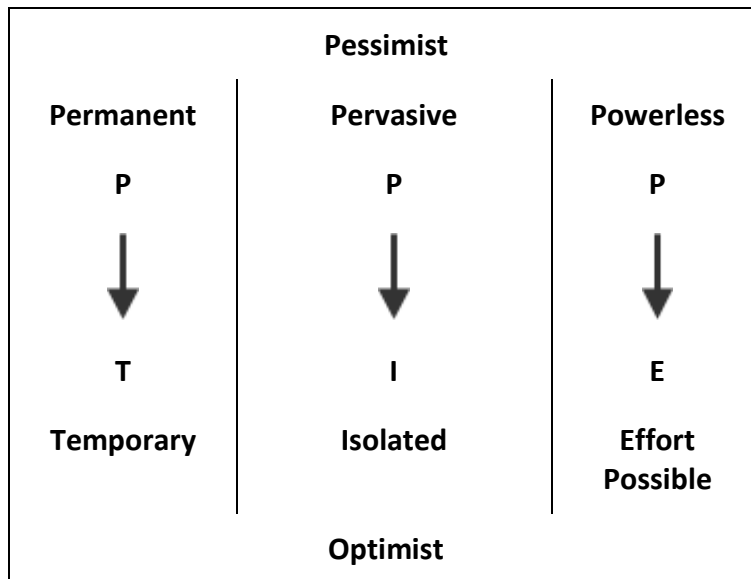 Pessimist
Permanent Pervasive Powerless
P P P
T I E
Temporary Isolated Effort
Possible
Optimist